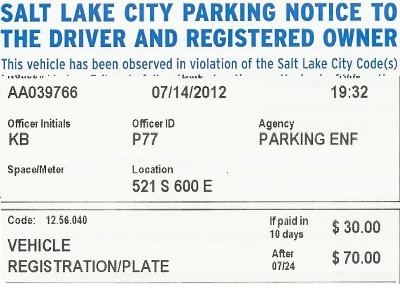 SALT LAKE CITY PARKING NOTICE TO
THE DRIVER AND REGISTERED OWNER
This vehicle has been observed in violation of the Salt Lake City Code(s)
AA039766 07/14/2012 19:32
Officer Initials Officer ID Agency
KB P77 PARKING ENF
Space/Meter Location
521 S 600 E
Code: 12.56.040 If paid in
10 days $ 30.00
VEHICLE
REGISTRATION/PLATE After
07/24 $ 70.00